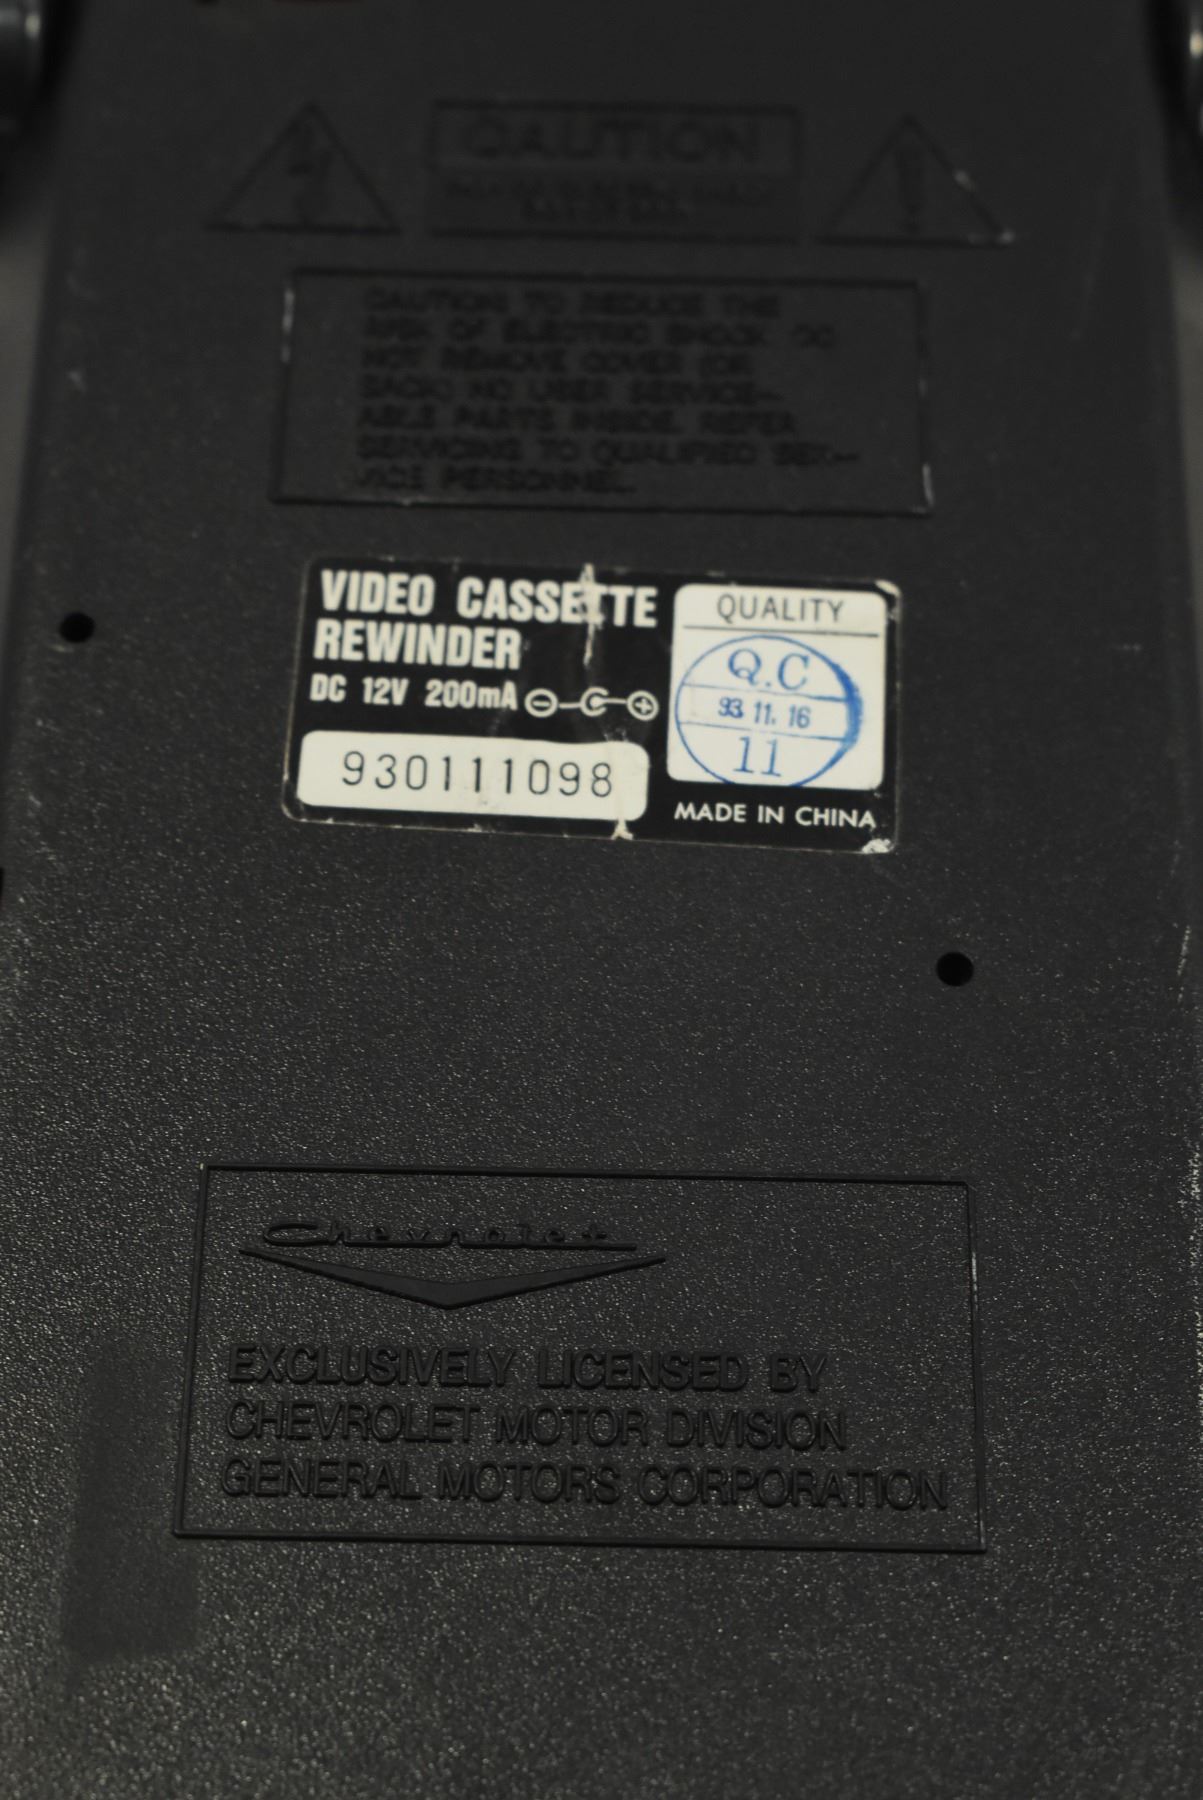 CAUTION
CAUTION: TO REDUCE THE
RISK OF ELECTRIC SHOCK DO
NOT REMOVE COVER (OR
BACK) NO USER SERVICE-
ABLE PARTS INSIDE. REFER
SERVICING TO QUALIFIED SER-
VICE PERSONNEL.
VIDEO CASSETTE
REWINDER
DC 12V 200mA
930111098
QUALITY
Q.C
93.11.16
11
MADE IN CHINA
Chevrolet
EXCLUSIVELY LICENSED BY
CHEVROLET MOTOR DIVISION
GENERAL MOTORS CORPORATION